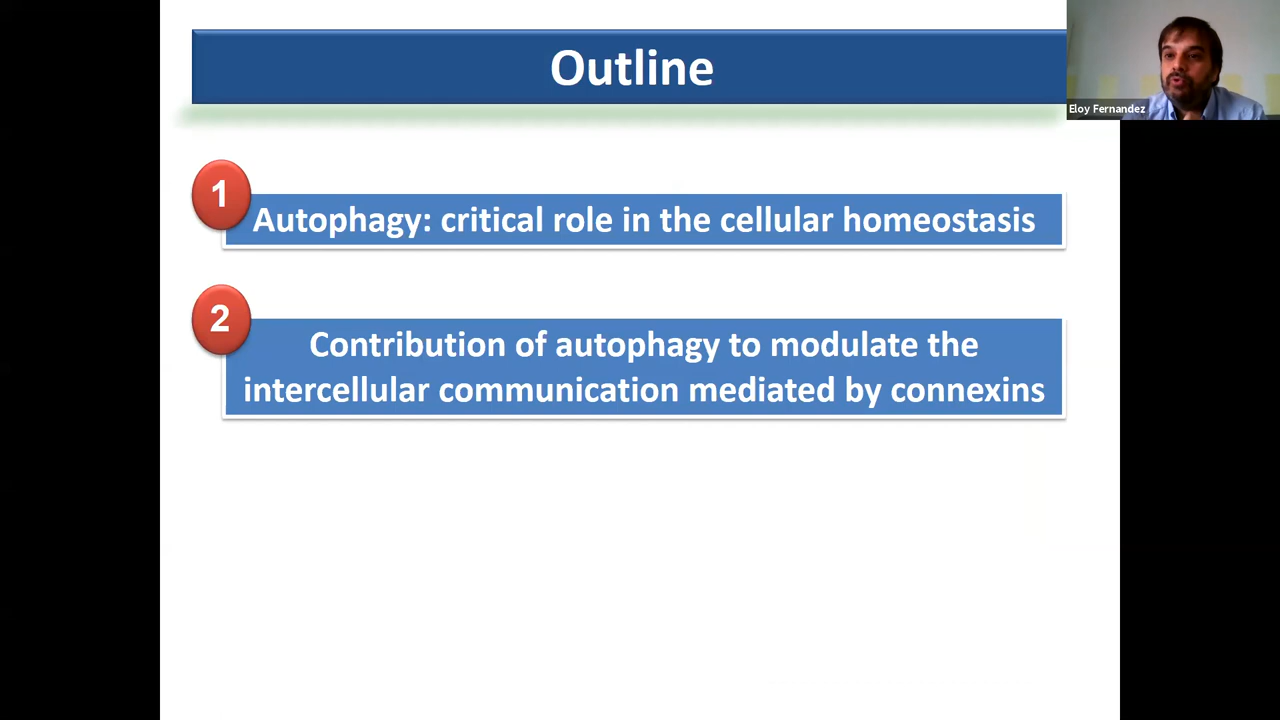 Outline
Eloy Fernandez
1
Autophagy: critical role in the cellular homeostasis
2
Contribution of autophagy to modulate the
intercellular communication mediated by connexins